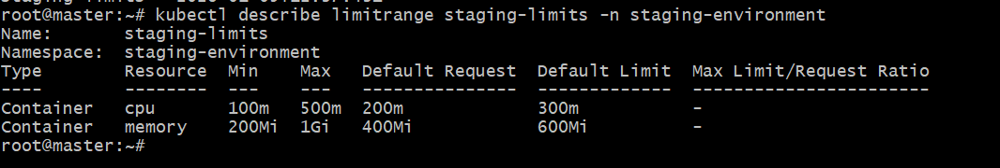 root@master:~# kubectl describe limitrange staging-limits -n staging-environment
Name:       staging-limits
Namespace:  staging-environment
Type        Resource  Min    Max   Default Request  Default Limit  Max Limit/Request Ratio
----        --------  ---    ---   ---------------  -------------  -----------------------
Container   cpu       100m   500m  200m             300m           -
Container   memory    200Mi  1Gi   400Mi            600Mi          -
root@master:~#